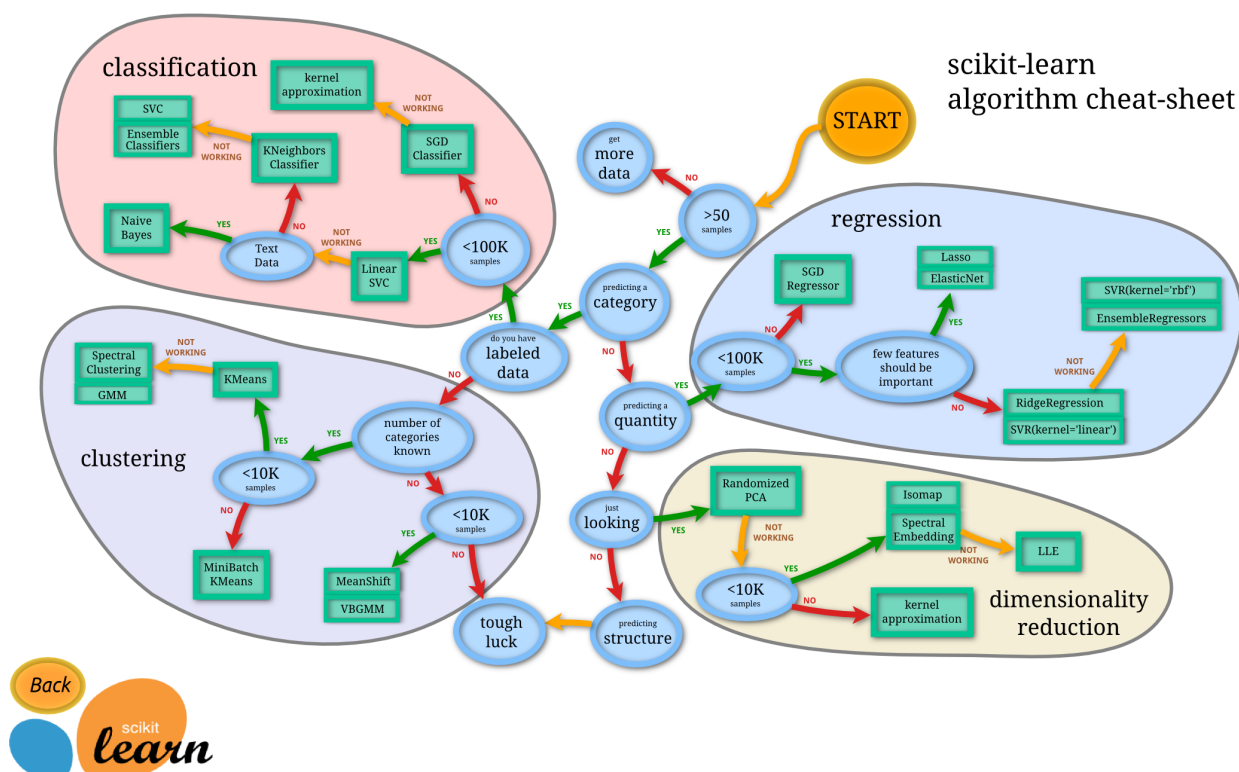 scikit-learn
algorithm cheat-sheet
START
classification
kernel
approximation
NOT
WORKING
SVC
Ensemble
Classifiers
NOT
WORKING
KNeighbors
Classifier
SGD
Classifier
NO
Naive
Bayes
YES
Text
Data
NO
NOT
WORKING
Linear
SVC
YES
<100K
samples
YES
get
more
data
NO
>50
samples
YES
predicting a
category
YES
NO
do you have
labeled
data
NO
predicting a
quantity
YES
NO
just
looking
YES
NO
predicting
structure
tough
luck
regression
SGD
Regressor
NO
Lasso
ElasticNet
YES
SVR(kernel='rbf')
EnsembleRegressors
NOT
WORKING
<100K
samples
YES
few features
should be
important
NO
RidgeRegression
SVR(kernel='linear')
clustering
Spectral
Clustering
GMM
NOT
WORKING
KMeans
YES
YES
number of
categories
known
NO
<10K
samples
NO
MiniBatch
KMeans
<10K
samples
YES
NO
MeanShift
VBGMM
Randomized
PCA
NOT
WORKING
Isomap
Spectral
Embedding
NOT
WORKING
LLE
<10K
samples
YES
NO
kernel
approximation
dimensionality
reduction
Back
scikit
learn